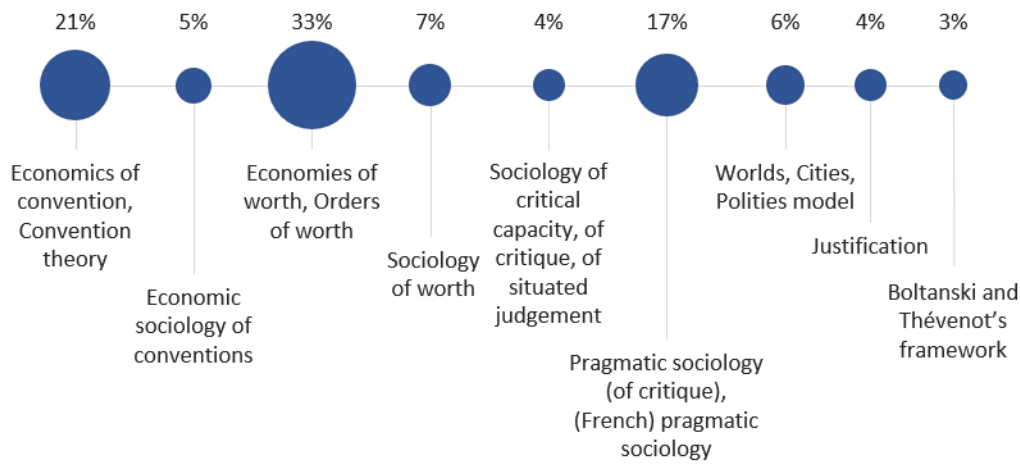 21%
5%
33%
7%
4%
17%
6%
4%
3%
Economics of
convention,
Convention
theory
Economic
sociology of
conventions
Economies of
worth, Orders
of worth
Sociology
of worth
Sociology of
critical
capacity, of
critique, of
situated
judgement
Pragmatic sociology
(of critique),
(French) pragmatic
sociology
Worlds, Cities,
Polities model
Justification
Boltanski and
Thévenot’s
framework